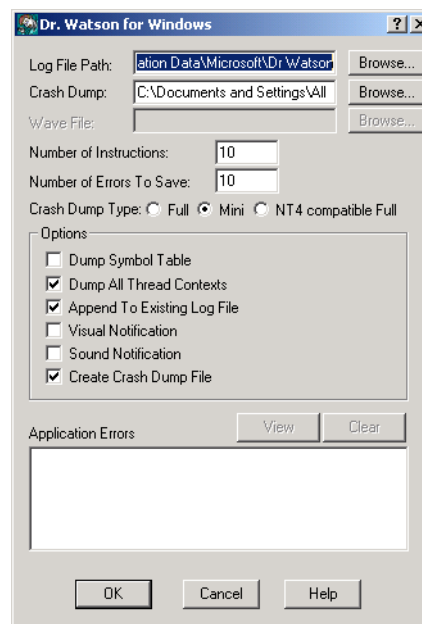 Dr. Watson for Windows
Log File Path: ation Data\Microsoft\Dr Watson Browse...
Crash Dump: C:\Documents and Settings\All Browse...
Wave File: Browse...
Number of Instructions: 10
Number of Errors To Save: 10
Crash Dump Type: Full Mini NT4 compatible Full
Options
Dump Symbol Table
Dump All Thread Contexts
Append To Existing Log File
Visual Notification
Sound Notification
Create Crash Dump File
Application Errors View Clear
OK Cancel Help